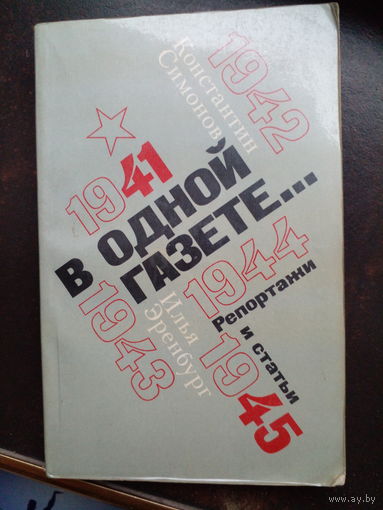 1942
Константин
Симонов
1941
В ОДНОЙ
ГАЗЕТЕ...
1943
1944
Илья
Эренбург
Репортажи
и статьи
1945
www.ay.by